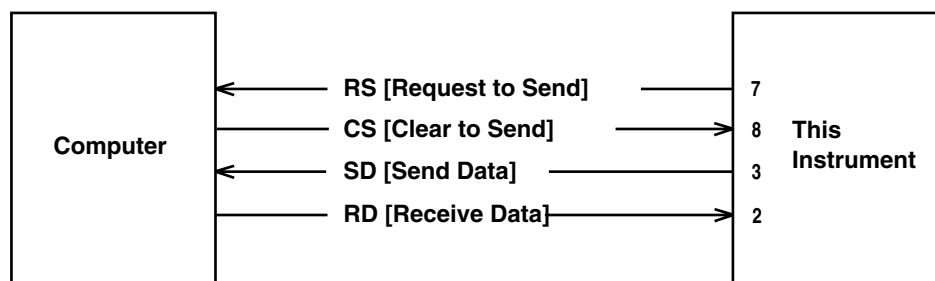 Computer
RS [Request to Send]
CS [Clear to Send]
SD [Send Data]
RD [Receive Data]
7
8
3
2
This
Instrument